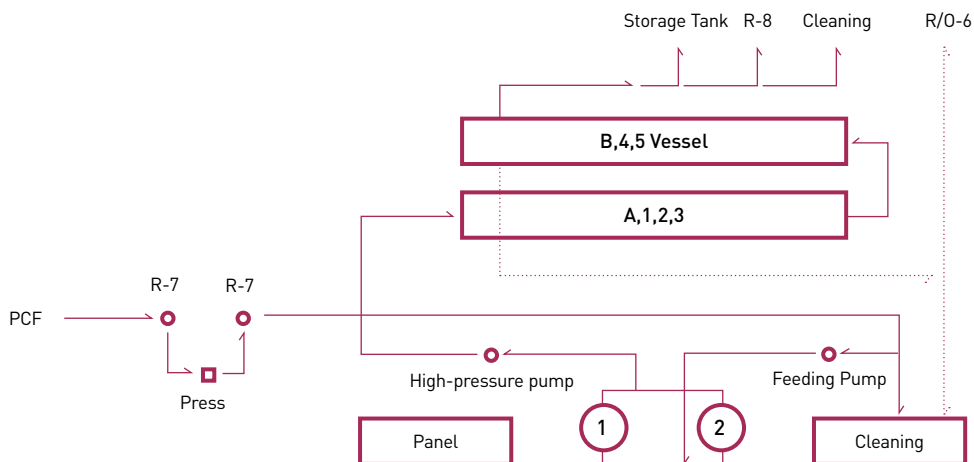 Storage Tank R-8 Cleaning R/O-6
B,4,5 Vessel
A,1,2,3
R-7 R-7
PCF
High-pressure pump Feeding Pump
Press
Panel 1 2 Cleaning